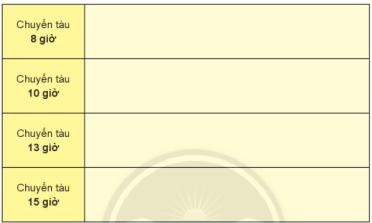 Chuyến tàu
8 giờ
Chuyến tàu
10 giờ
Chuyến tàu
13 giờ
Chuyến tàu
15 giờ